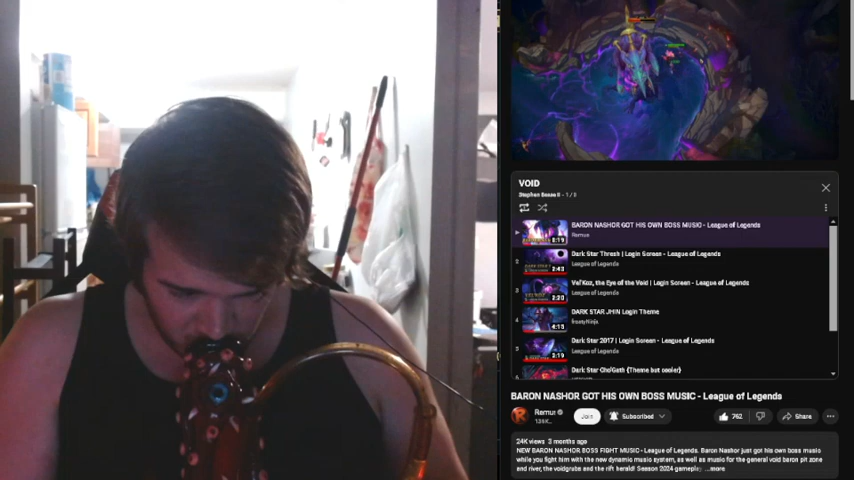 VOID
1 / 8
BARON NASHOR GOT HIS OWN BOSS MUSIC - League of Legends
Remus
8:19
2
Dark Star Thresh | Login Screen - League of Legends
League of Legends
2:43
3
Vel'Koz, the Eye of the Void | Login Screen - League of Legends
League of Legends
2:20
4
DARK STAR JHIN Login Theme
4:15
Dark Star 2017 | Login Screen - League of Legends
League of Legends
3:19
Dark Star Cho'Gath (Theme but cooler)
BARON NASHOR GOT HIS OWN BOSS MUSIC - League of Legends
Remus
Join
Subscribed
762
Share
24K views 3 months ago
NEW BARON NASHOR BOSS FIGHT MUSIC - League of Legends. Baron Nashor just got his own boss music
while you fight him with the new dynamic music system, as well as music for the general void baron pit zone
and river, the voidgrubs and the rift herald! Season 2024 gameplay ...more